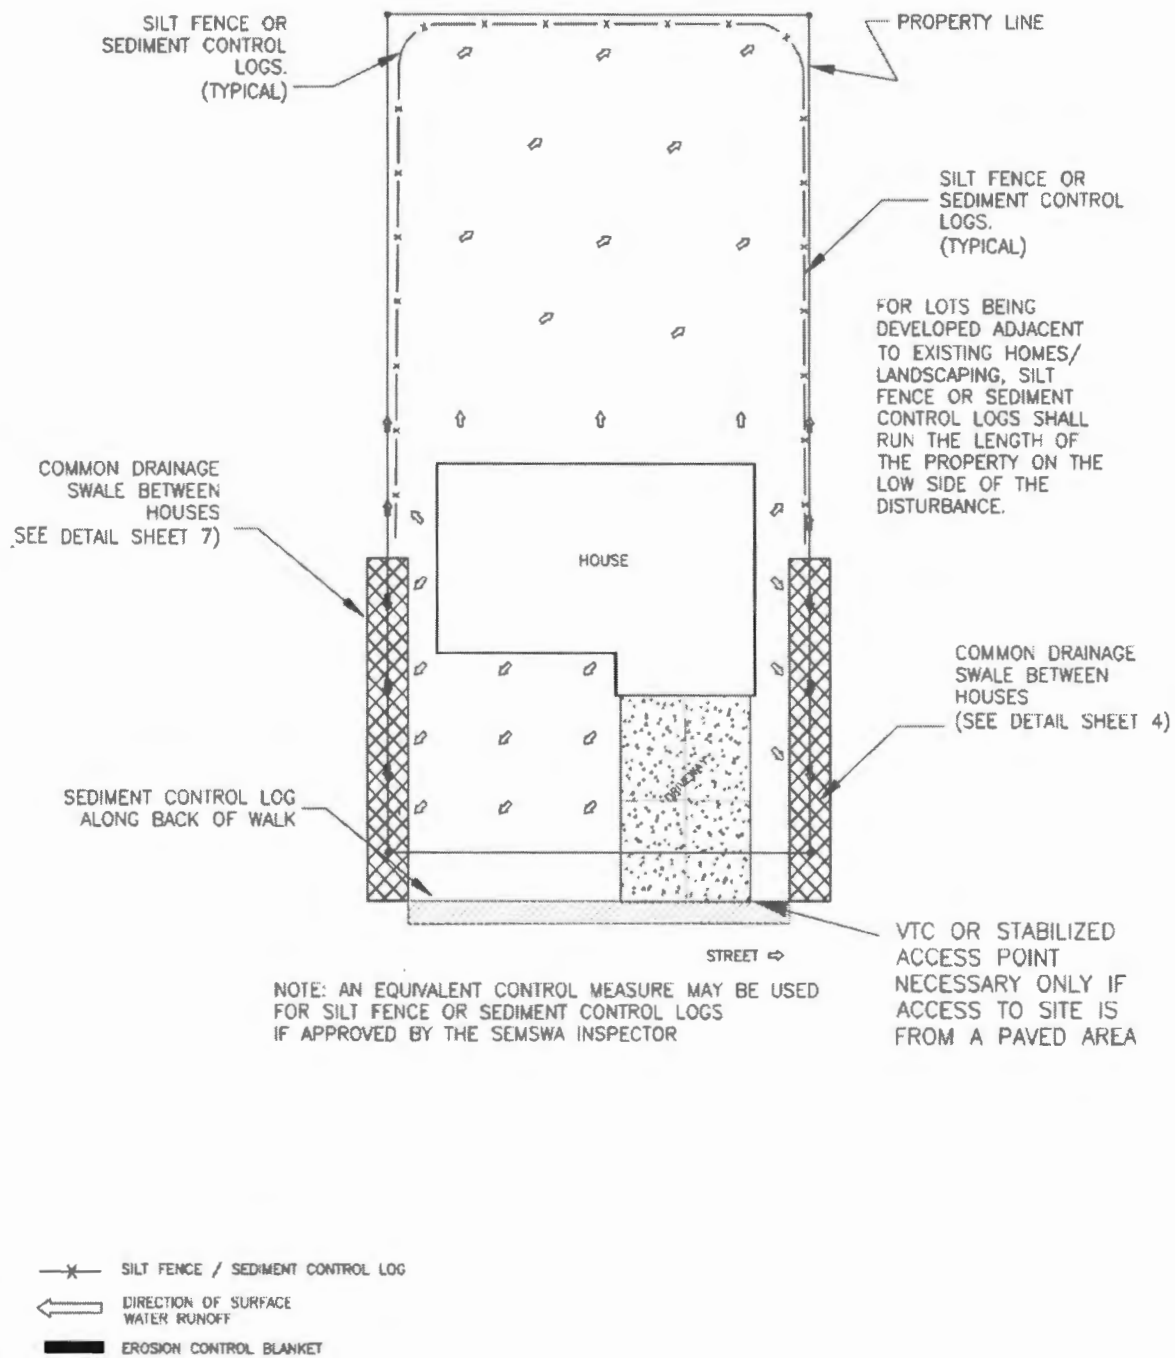 SILT FENCE OR
SEDIMENT CONTROL
LOGS.
(TYPICAL)
PROPERTY LINE
SILT FENCE OR
SEDIMENT CONTROL
LOGS.
(TYPICAL)
FOR LOTS BEING
DEVELOPED ADJACENT
TO EXISTING HOMES/
LANDSCAPING, SILT
FENCE OR SEDIMENT
CONTROL LOGS SHALL
RUN THE LENGTH OF
THE PROPERTY ON THE
LOW SIDE OF THE
DISTURBANCE.
COMMON DRAINAGE
SWALE BETWEEN
HOUSES
SEE DETAIL SHEET 7)
HOUSE
COMMON DRAINAGE
SWALE BETWEEN
HOUSES
(SEE DETAIL SHEET 4)
DRIVEWAY
SEDIMENT CONTROL LOG
ALONG BACK OF WALK
VTC OR STABILIZED
ACCESS POINT
NECESSARY ONLY IF
ACCESS TO SITE IS
FROM A PAVED AREA
STREET
NOTE: AN EQUIVALENT CONTROL MEASURE MAY BE USED
FOR SILT FENCE OR SEDIMENT CONTROL LOGS
IF APPROVED BY THE SEMSWA INSPECTOR
SILT FENCE / SEDIMENT CONTROL LOG
DIRECTION OF SURFACE
WATER RUNOFF
EROSION CONTROL BLANKET